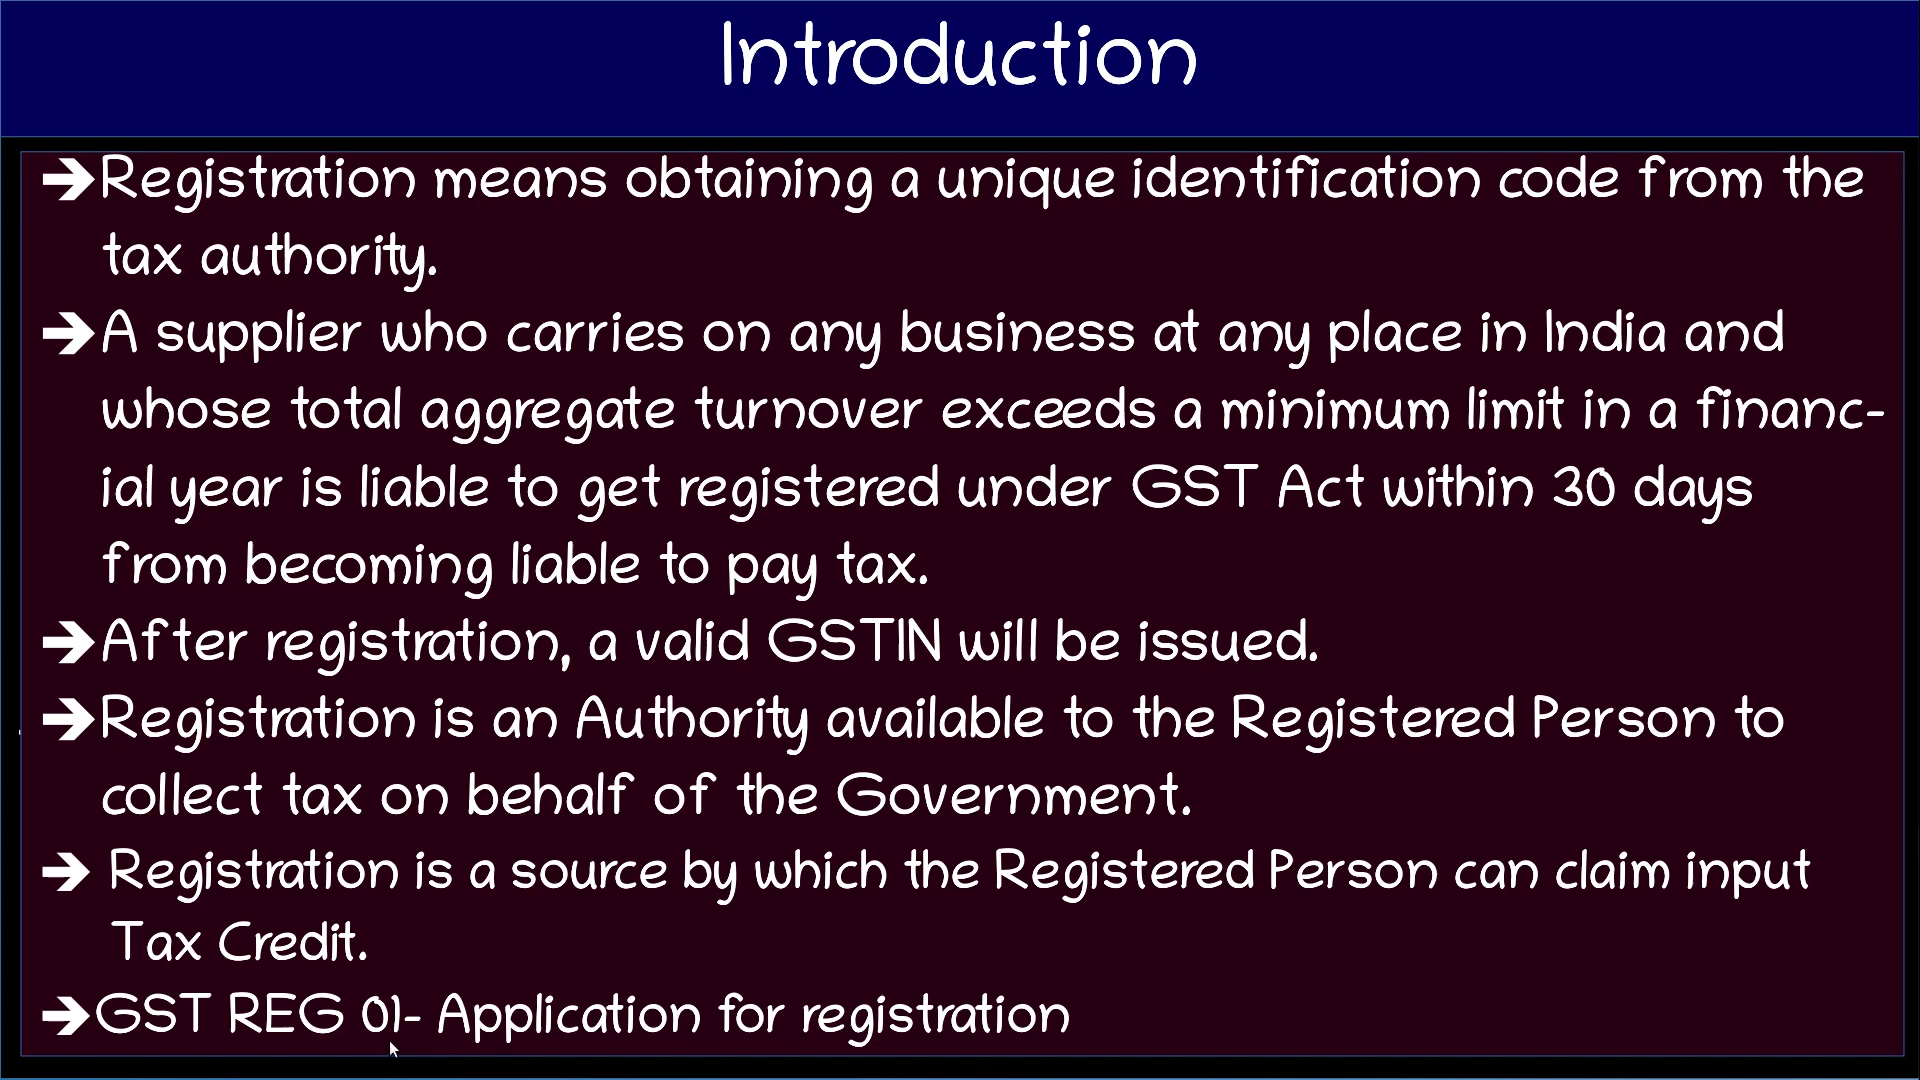 Introduction
➔Registration means obtaining a unique identification code from the
tax authority.
➔A supplier who carries on any business at any place in India and
whose total aggregate turnover exceeds a minimum limit in a financ-
ial year is liable to get registered under GST Act within 30 days
from becoming liable to pay tax.
➔After registration, a valid GSTIN will be issued.
➔Registration is an Authority available to the Registered Person to
collect tax on behalf of the Government.
➔ Registration is a source by which the Registered Person can claim input
Tax Credit.
➔GST REG 01- Application for registration